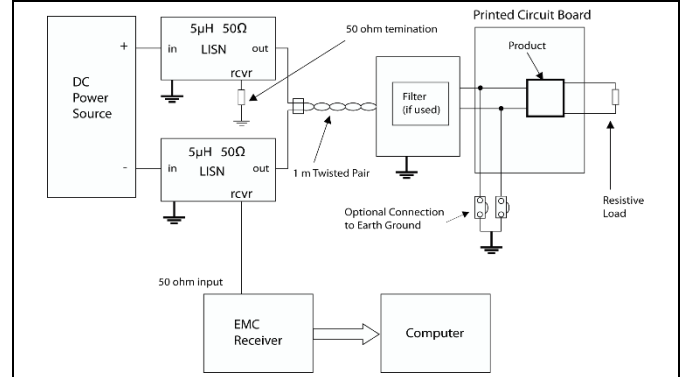 Printed Circuit Board
5µH 50Ω
in LISN out
rcvr
50 ohm temination
Product
+
DC
Power
Source
Filter
(if used)
5µH 50Ω
in LISN out
rcvr
-
1 m Twisted Pair
Optional Connection
to Earth Ground
Resistive
Load
50 ohm input
EMC
Receiver
Computer